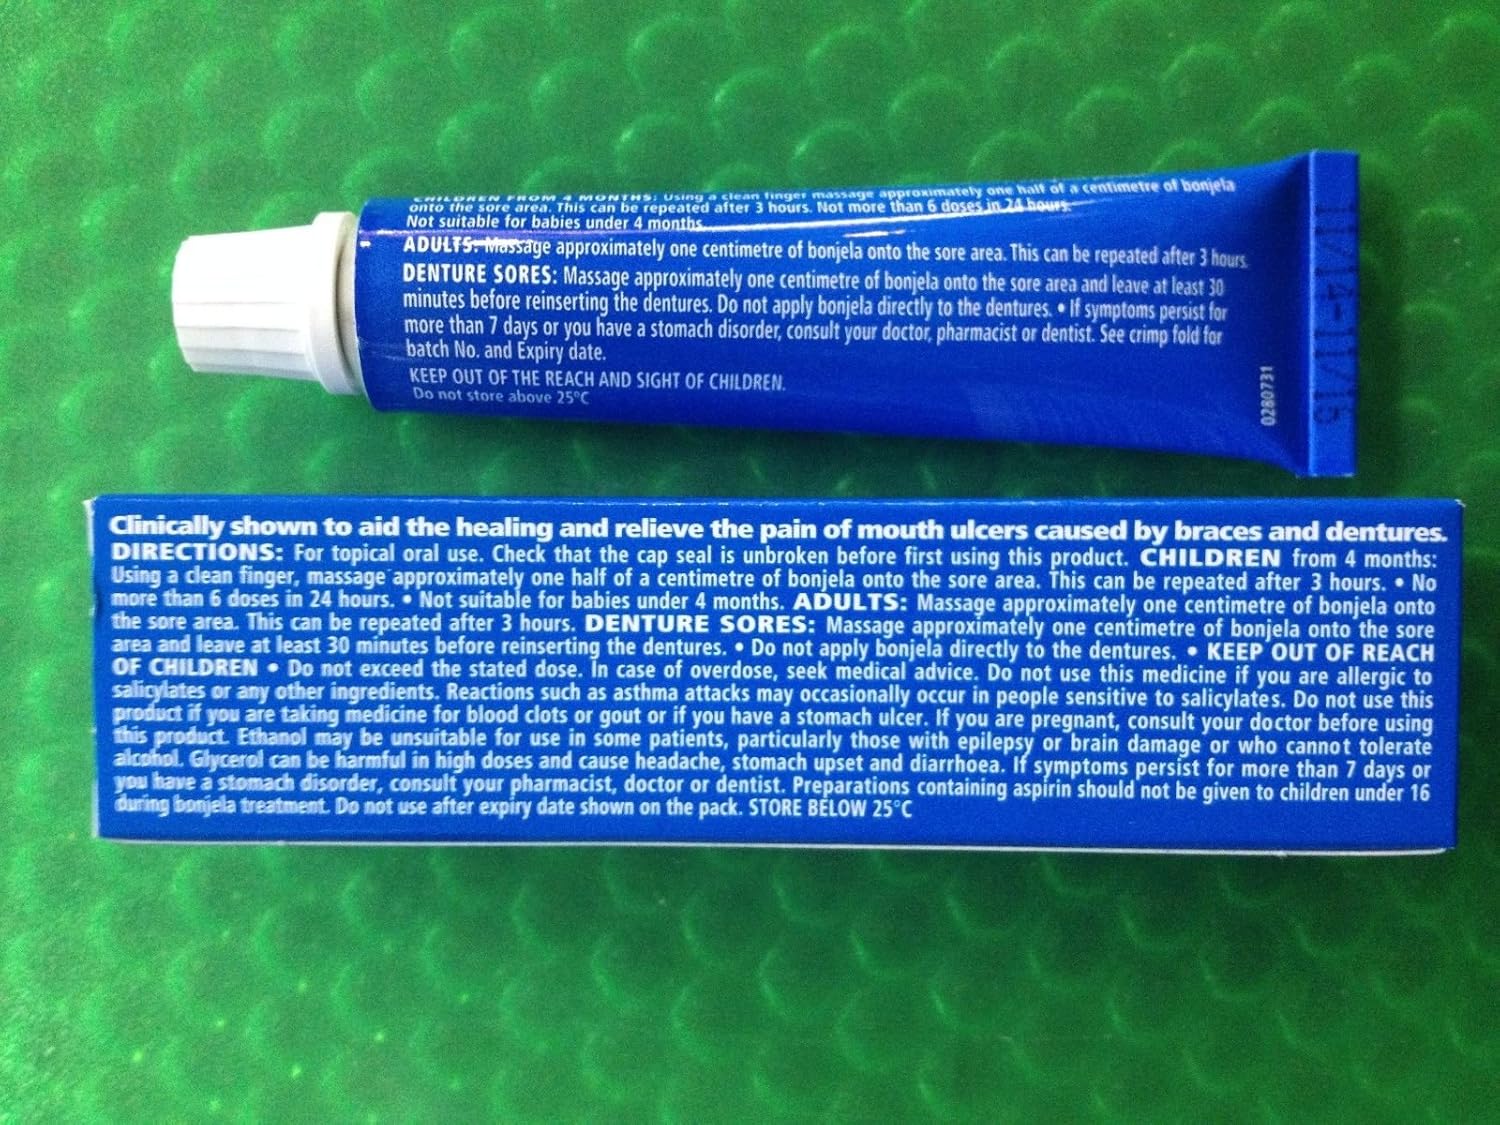 CHILDREN FROM 4 MONTHS: Using a clean finger massage approximately one half of a centimetre of bonjela
onto the sore area. This can be repeated after 3 hours. Not more than 6 doses in 24 hours.
Not suitable for babies under 4 months.
ADULTS: Massage approximately one centimetre of bonjela onto the sore area. This can be repeated after 3 hours.
DENTURE SORES: Massage approximately one centimetre of bonjela onto the sore area and leave at least 30
minutes before reinserting the dentures. Do not apply bonjela directly to the dentures. • If symptoms persist for
more than 7 days or you have a stomach disorder, consult your doctor, pharmacist or dentist. See crimp fold for
batch No. and Expiry date.
KEEP OUT OF THE REACH AND SIGHT OF CHILDREN.
Do not store above 25°C
0280731
Clinically shown to aid the healing and relieve the pain of mouth ulcers caused by braces and dentures.
DIRECTIONS: For topical oral use. Check that the cap seal is unbroken before first using this product. CHILDREN from 4 months:
Using a clean finger, massage approximately one half of a centimetre of bonjela onto the sore area. This can be repeated after 3 hours. • No
more than 6 doses in 24 hours. • Not suitable for babies under 4 months. ADULTS: Massage approximately one centimetre of bonjela onto
the sore area. This can be repeated after 3 hours. DENTURE SORES: Massage approximately one centimetre of bonjela onto the sore
area and leave at least 30 minutes before reinserting the dentures. • Do not apply bonjela directly to the dentures. • KEEP OUT OF REACH
OF CHILDREN • Do not exceed the stated dose. In case of overdose, seek medical advice. Do not use this medicine if you are allergic to
salicylates or any other ingredients. Reactions such as asthma attacks may occasionally occur in people sensitive to salicylates. Do not use this
product if you are taking medicine for blood clots or gout or if you have a stomach ulcer. If you are pregnant, consult your doctor before using
this product. Ethanol may be unsuitable for use in some patients, particularly those with epilepsy or brain damage or who cannot tolerate
alcohol. Glycerol can be harmful in high doses and cause headache, stomach upset and diarrhoea. If symptoms persist for more than 7 days or
you have a stomach disorder, consult your pharmacist, doctor or dentist. Preparations containing aspirin should not be given to children under 16
during bonjela treatment. Do not use after expiry date shown on the pack. STORE BELOW 25°C